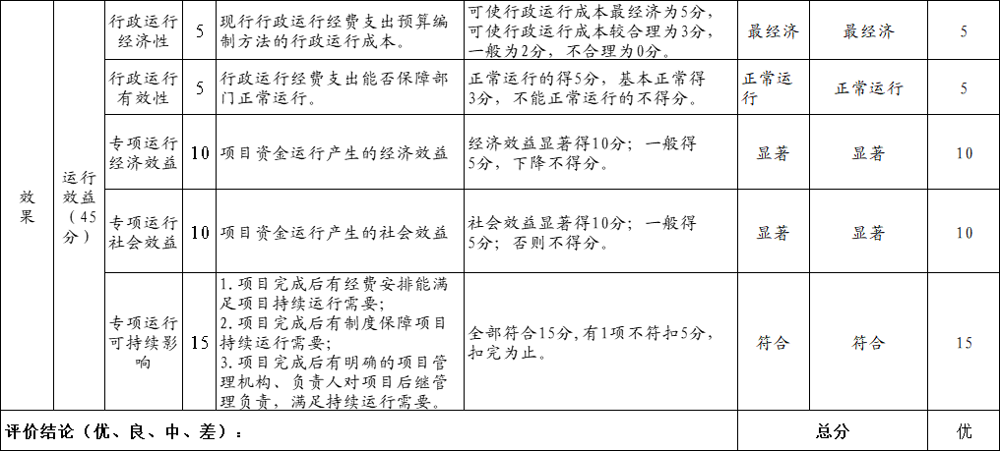 效果
运行效益（45分）
行政运行经济性
5
现行行政运行经费支出预算编制方法的行政运行成本。
可使行政运行成本最经济为5分，可使行政运行成本较合理为3分，一般为2分，不合理为0分。
最经济
最经济
5
行政运行有效性
5
行政运行经费支出能否保障部门正常运行。
正常运行的得5分，基本正常得3分，不能正常运行的不得分。
正常运行
正常运行
5
专项运行经济效益
10
项目资金运行产生的经济效益
经济效益显著得10分；一般得5分，下降不得分。
显著
显著
10
专项运行社会效益
10
项目资金运行产生的社会效益
社会效益显著得10分；一般得5分；否则不得分。
显著
显著
10
专项运行可持续影响
15
1.项目完成后有经费安排能满足项目持续运行需要；
2.项目完成后有制度保障项目持续运行需要；
3.项目完成后有明确的项目管理机构、负责人对项目后继管理负责，满足持续运行需要。
全部符合15分,有1项不符扣5分，扣完为止。
符合
符合
15
评价结论（优、良、中、差）：
总分
优